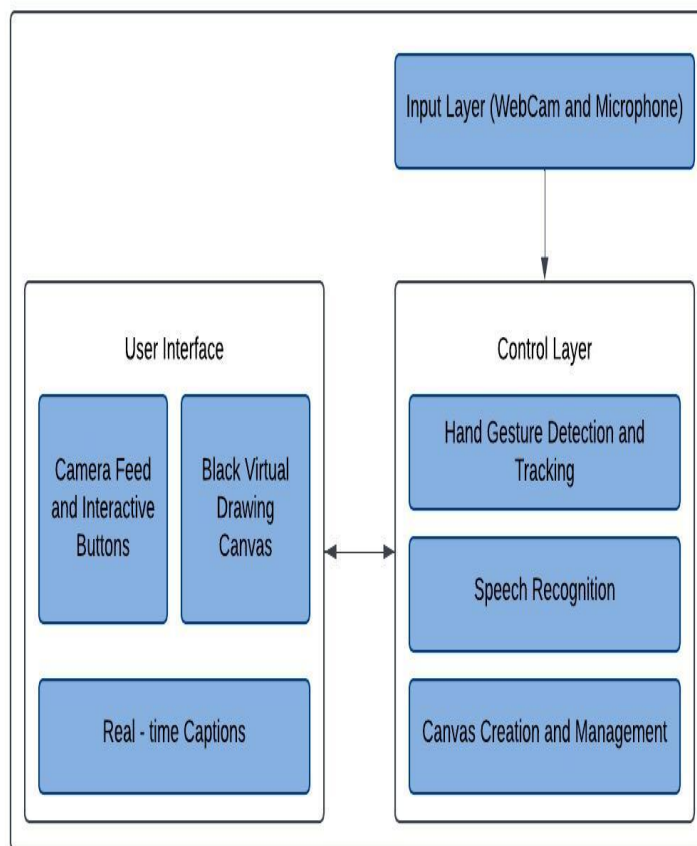 Input Layer (WebCam and Microphone)
User Interface
Camera Feed
and Interactive
Buttons
Black Virtual
Drawing
Canvas
Real - time Captions
Control Layer
Hand Gesture Detection and
Tracking
Speech Recognition
Canvas Creation and Management